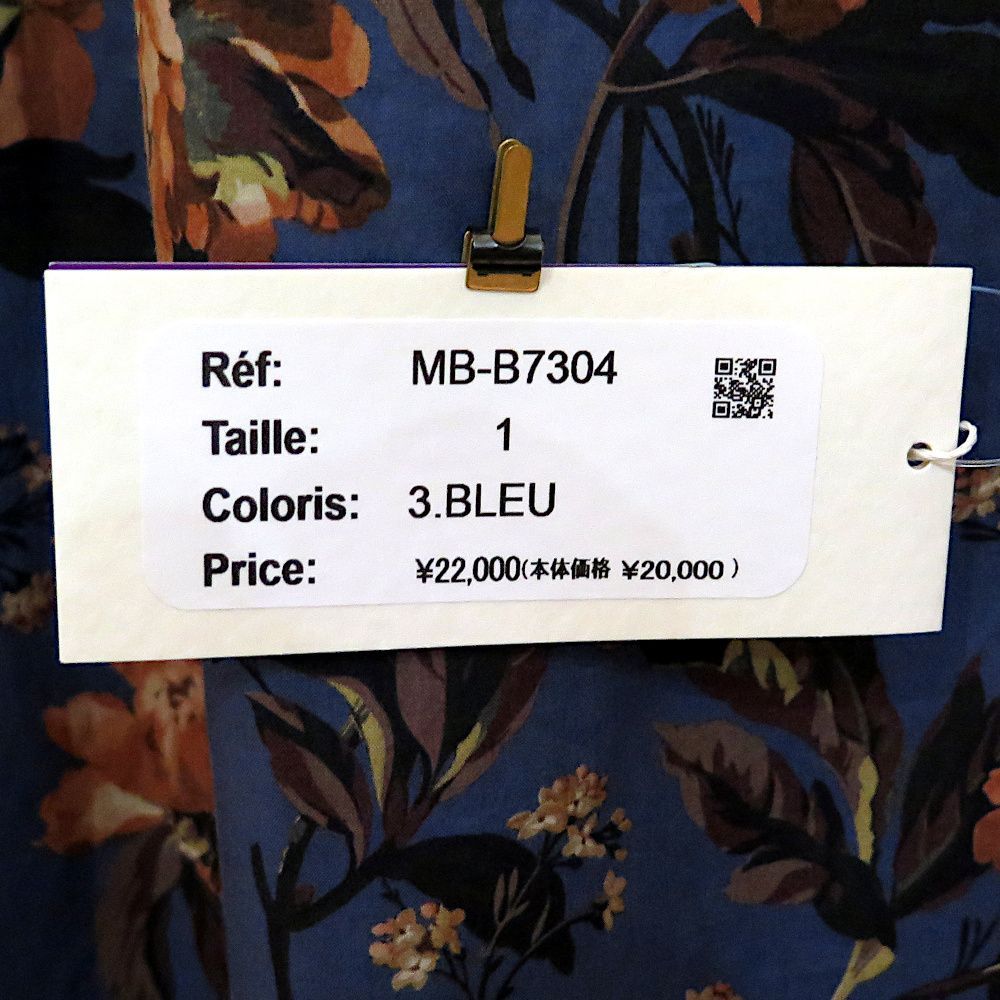 Réf: MB-B7304
Taille: 1
Coloris: 3.BLEU
Price: ¥22,000(本体価格 ¥20,000 )